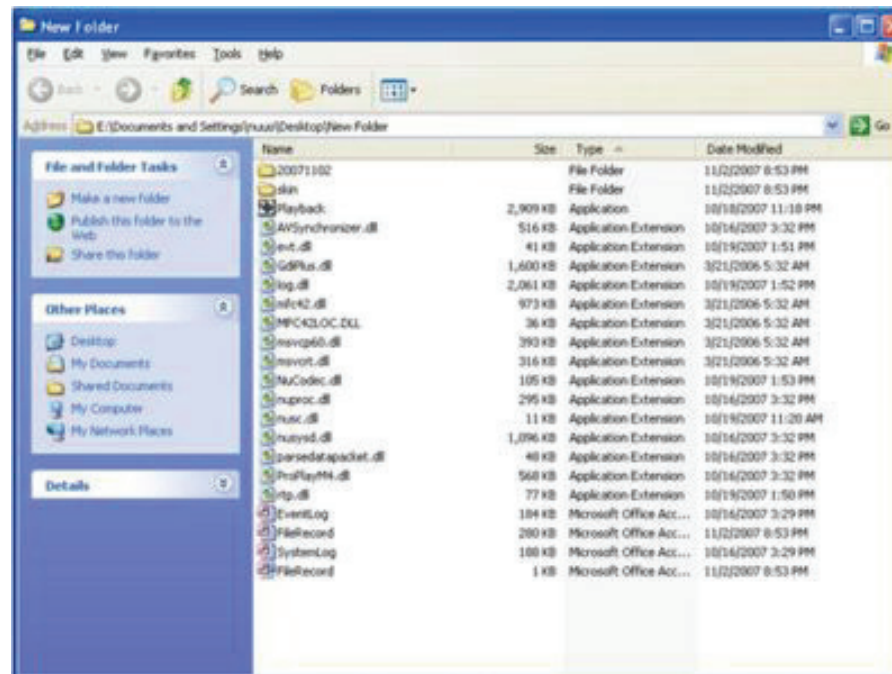 New Folder
File Edit View Favorites Tools Help
Back Search Folders
Address E:\Documents and Settings\nuuo\Desktop\New Folder Go
Name Size Type Date Modified
File and Folder Tasks
Make a new folder
Publish this folder to the Web
Share this folder
Other Places
Desktop
My Documents
Shared Documents
My Computer
My Network Places
Details
20071102 File Folder 11/2/2007 8:53 PM
skin File Folder 11/2/2007 8:53 PM
Playback 2,909 KB Application 10/18/2007 11:18 PM
AVSynchronizer.dll 516 KB Application Extension 10/16/2007 3:32 PM
evt.dll 41 KB Application Extension 10/19/2007 1:51 PM
GdiPlus.dll 1,600 KB Application Extension 3/21/2006 5:32 AM
log.dll 2,061 KB Application Extension 10/19/2007 1:52 PM
mfc42.dll 973 KB Application Extension 3/21/2006 5:32 AM
MFC42LOC.DLL 36 KB Application Extension 3/21/2006 5:32 AM
msvcp60.dll 393 KB Application Extension 3/21/2006 5:32 AM
msvcrt.dll 316 KB Application Extension 3/21/2006 5:32 AM
NuCodec.dll 105 KB Application Extension 10/19/2007 1:53 PM
nuproc.dll 295 KB Application Extension 10/16/2007 3:32 PM
nusc.dll 11 KB Application Extension 10/19/2007 11:20 AM
nusysd.dll 1,096 KB Application Extension 10/16/2007 3:32 PM
parsedatapacket.dll 40 KB Application Extension 10/16/2007 3:32 PM
ProPlayM4.dll 568 KB Application Extension 10/16/2007 3:32 PM
rtp.dll 77 KB Application Extension 10/19/2007 1:50 PM
EventLog 184 KB Microsoft Office Acc... 10/16/2007 3:29 PM
FileRecord 280 KB Microsoft Office Acc... 11/2/2007 8:53 PM
SystemLog 188 KB Microsoft Office Acc... 10/16/2007 3:29 PM
FileRecord 1 KB Microsoft Office Acc... 11/2/2007 8:53 PM